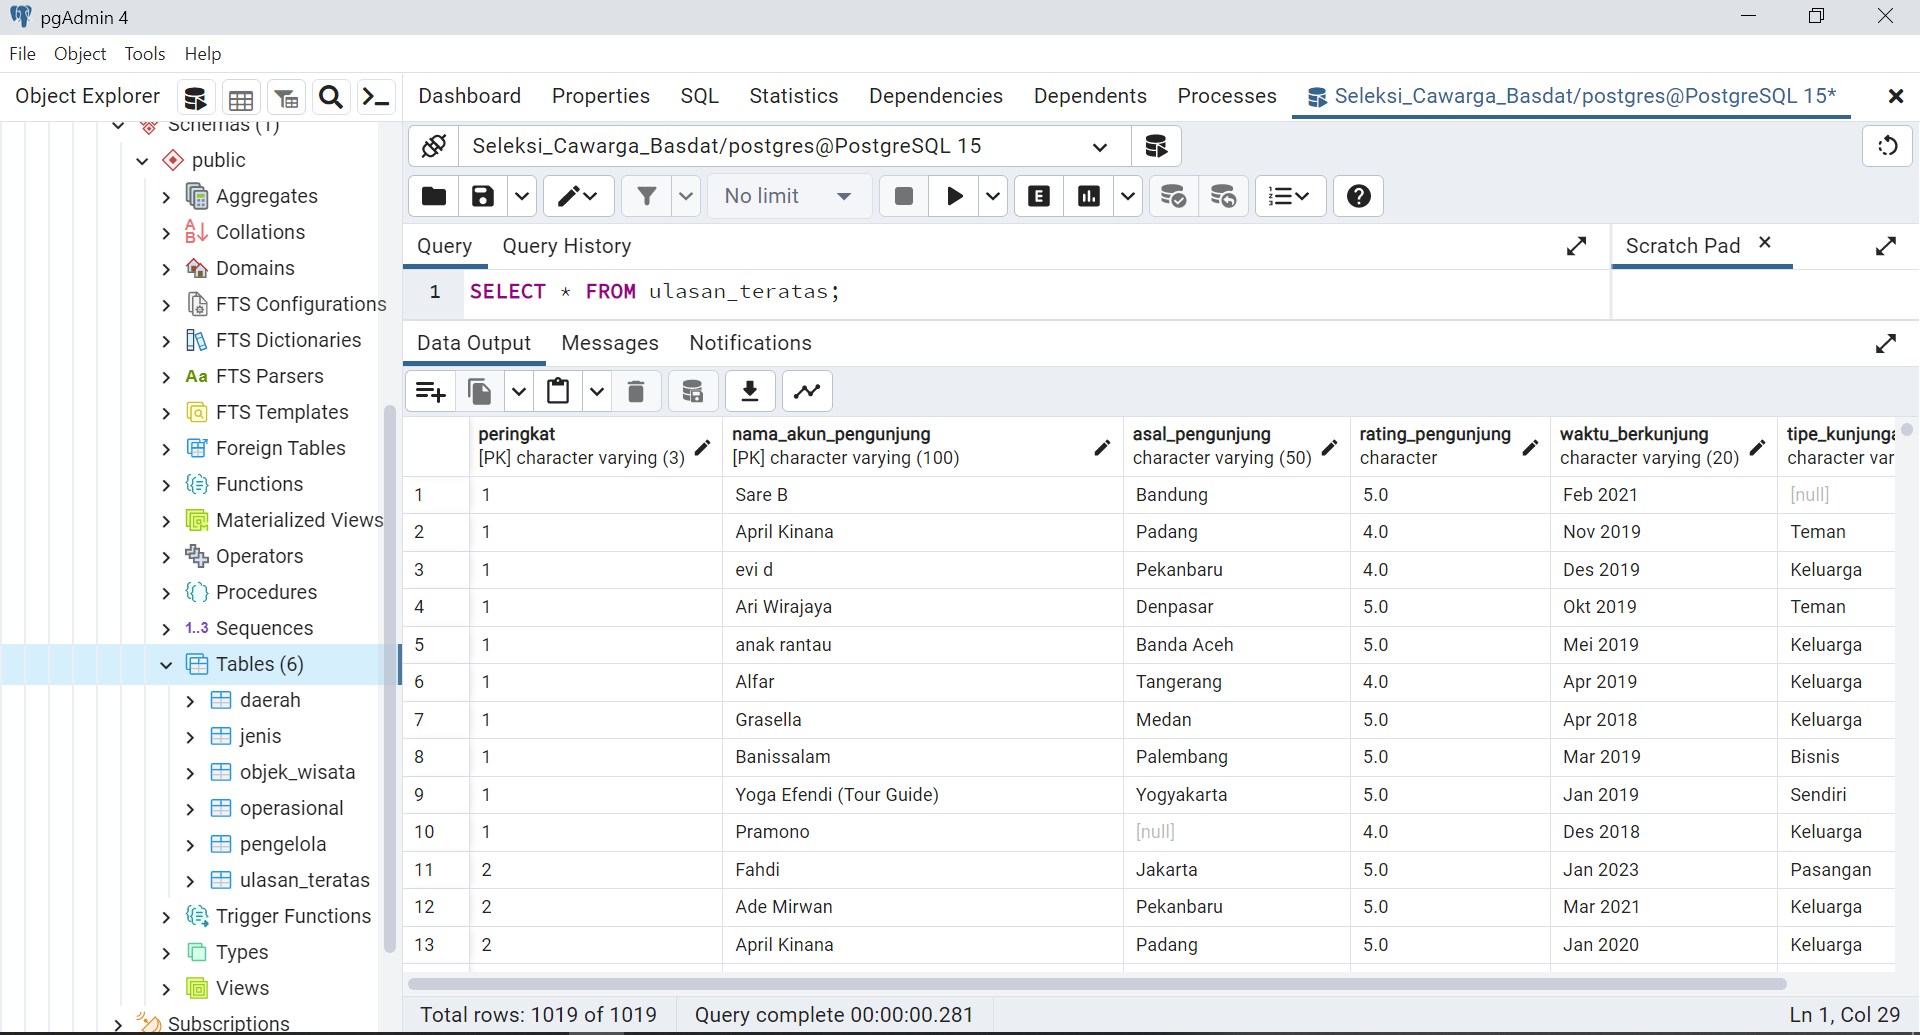 pgAdmin 4
File Object Tools Help
Object Explorer
Dashboard Properties SQL Statistics Dependencies Dependents Processes Seleksi_Cawarga_Basdat/postgres@PostgreSQL 15*
Schemas (1)
public
Aggregates
Collations
Domains
FTS Configurations
FTS Dictionaries
Aa FTS Parsers
FTS Templates
Foreign Tables
Functions
Materialized Views
Operators
Procedures
1..3 Sequences
Tables (6)
daerah
jenis
objek_wisata
operasional
pengelola
ulasan_teratas
Trigger Functions
Types
Views
Subscriptions
Seleksi_Cawarga_Basdat/postgres@PostgreSQL 15
No limit
E
Query Query History
Scratch Pad
1 SELECT * FROM ulasan_teratas;
Data Output Messages Notifications
peringkat nama_akun_pengunjung asal_pengunjung rating_pengunjung waktu_berkunjung tipe_kunjunga
[PK] character varying (3) [PK] character varying (100) character varying (50) character character varying (20) character var
1 1 Sare B Bandung 5.0 Feb 2021 [null]
2 1 April Kinana Padang 4.0 Nov 2019 Teman
3 1 evi d Pekanbaru 4.0 Des 2019 Keluarga
4 1 Ari Wirajaya Denpasar 5.0 Okt 2019 Teman
5 1 anak rantau Banda Aceh 5.0 Mei 2019 Keluarga
6 1 Alfar Tangerang 4.0 Apr 2019 Keluarga
7 1 Grasella Medan 5.0 Apr 2018 Keluarga
8 1 Banissalam Palembang 5.0 Mar 2019 Bisnis
9 1 Yoga Efendi (Tour Guide) Yogyakarta 5.0 Jan 2019 Sendiri
10 1 Pramono [null] 4.0 Des 2018 Keluarga
11 2 Fahdi Jakarta 5.0 Jan 2023 Pasangan
12 2 Ade Mirwan Pekanbaru 5.0 Mar 2021 Keluarga
13 2 April Kinana Padang 5.0 Jan 2020 Keluarga
Total rows: 1019 of 1019 Query complete 00:00:00.281 Ln 1, Col 29